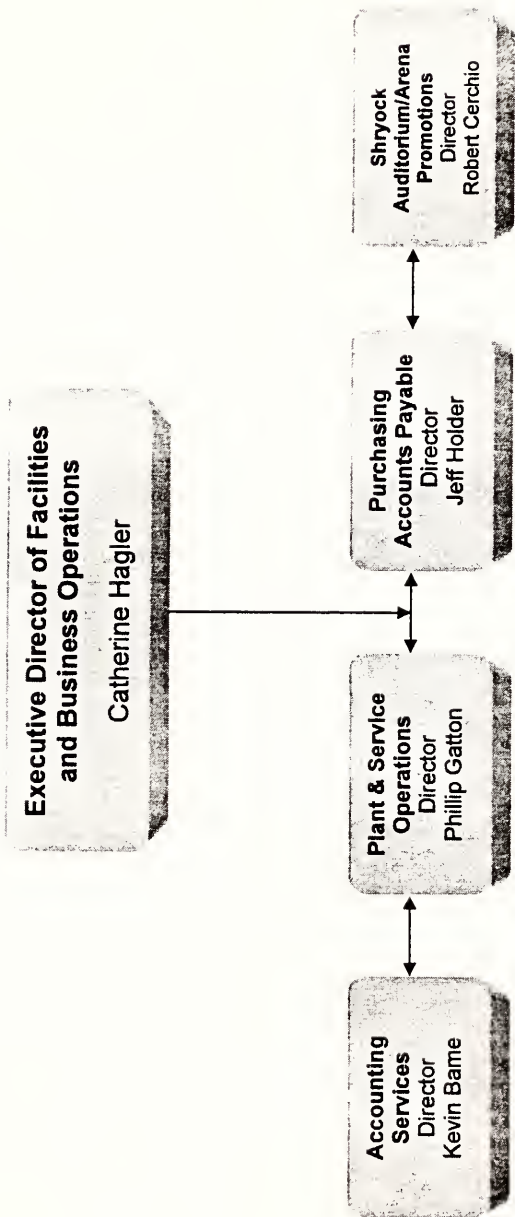 Executive Director of Facilities
and Business Operations
Catherine Hagler
Accounting
Services
Director
Kevin Bame
Plant & Service
Operations
Director
Phillip Gatton
Purchasing
Accounts Payable
Director
Jeff Holder
Shryock
Auditorium/Arena
Promotions
Director
Robert Cerchio